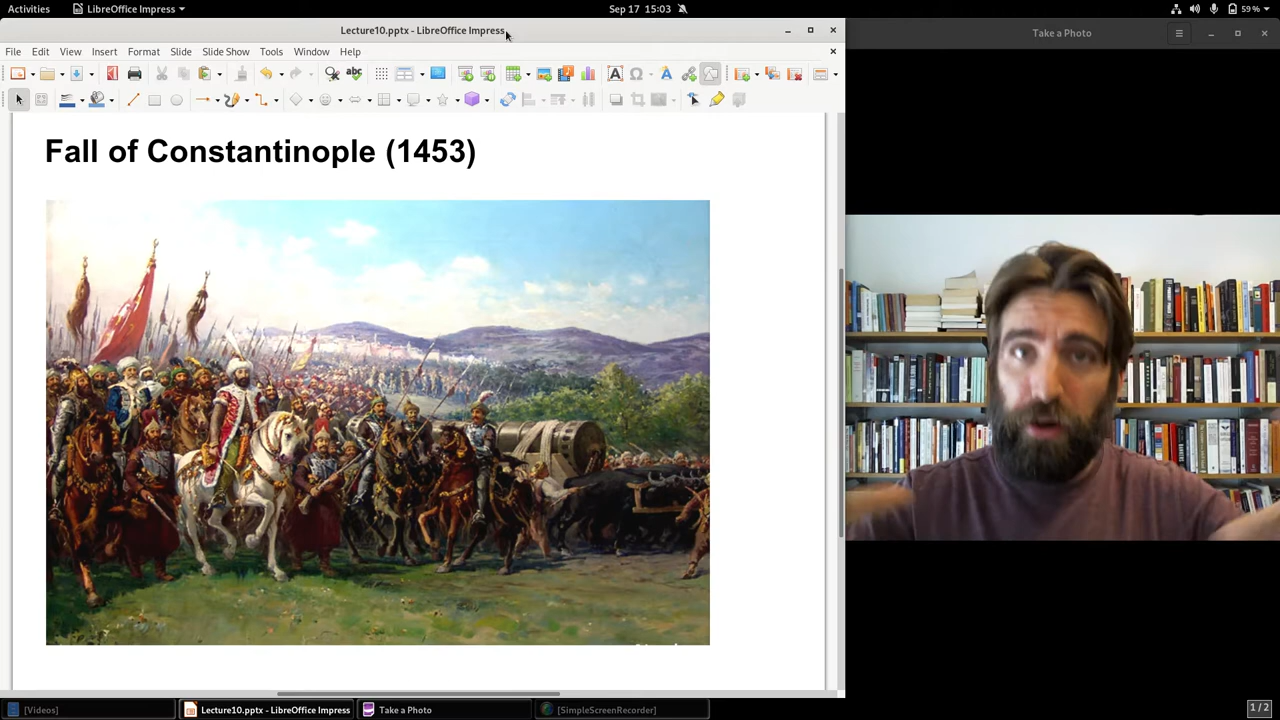 Activities LibreOffice Impress Sep 17 15:03 59%
Lecture10.pptx - LibreOffice Impress
Take a Photo
File Edit View Insert Format Slide Slide Show Tools Window Help
Fall of Constantinople (1453)
[Videos] Lecture10.pptx - LibreOffice Impress Take a Photo [SimpleScreenRecorder] 1/2